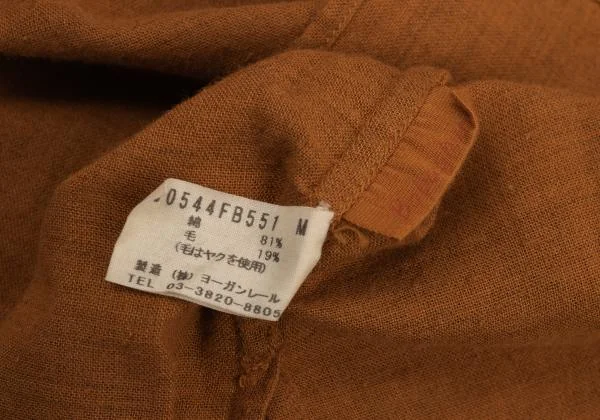 0544FB551 M
綿 81%
毛 19%
(毛はヤクを使用)
製造 (株) ヨーガンレール
TEL 03-3820-8805